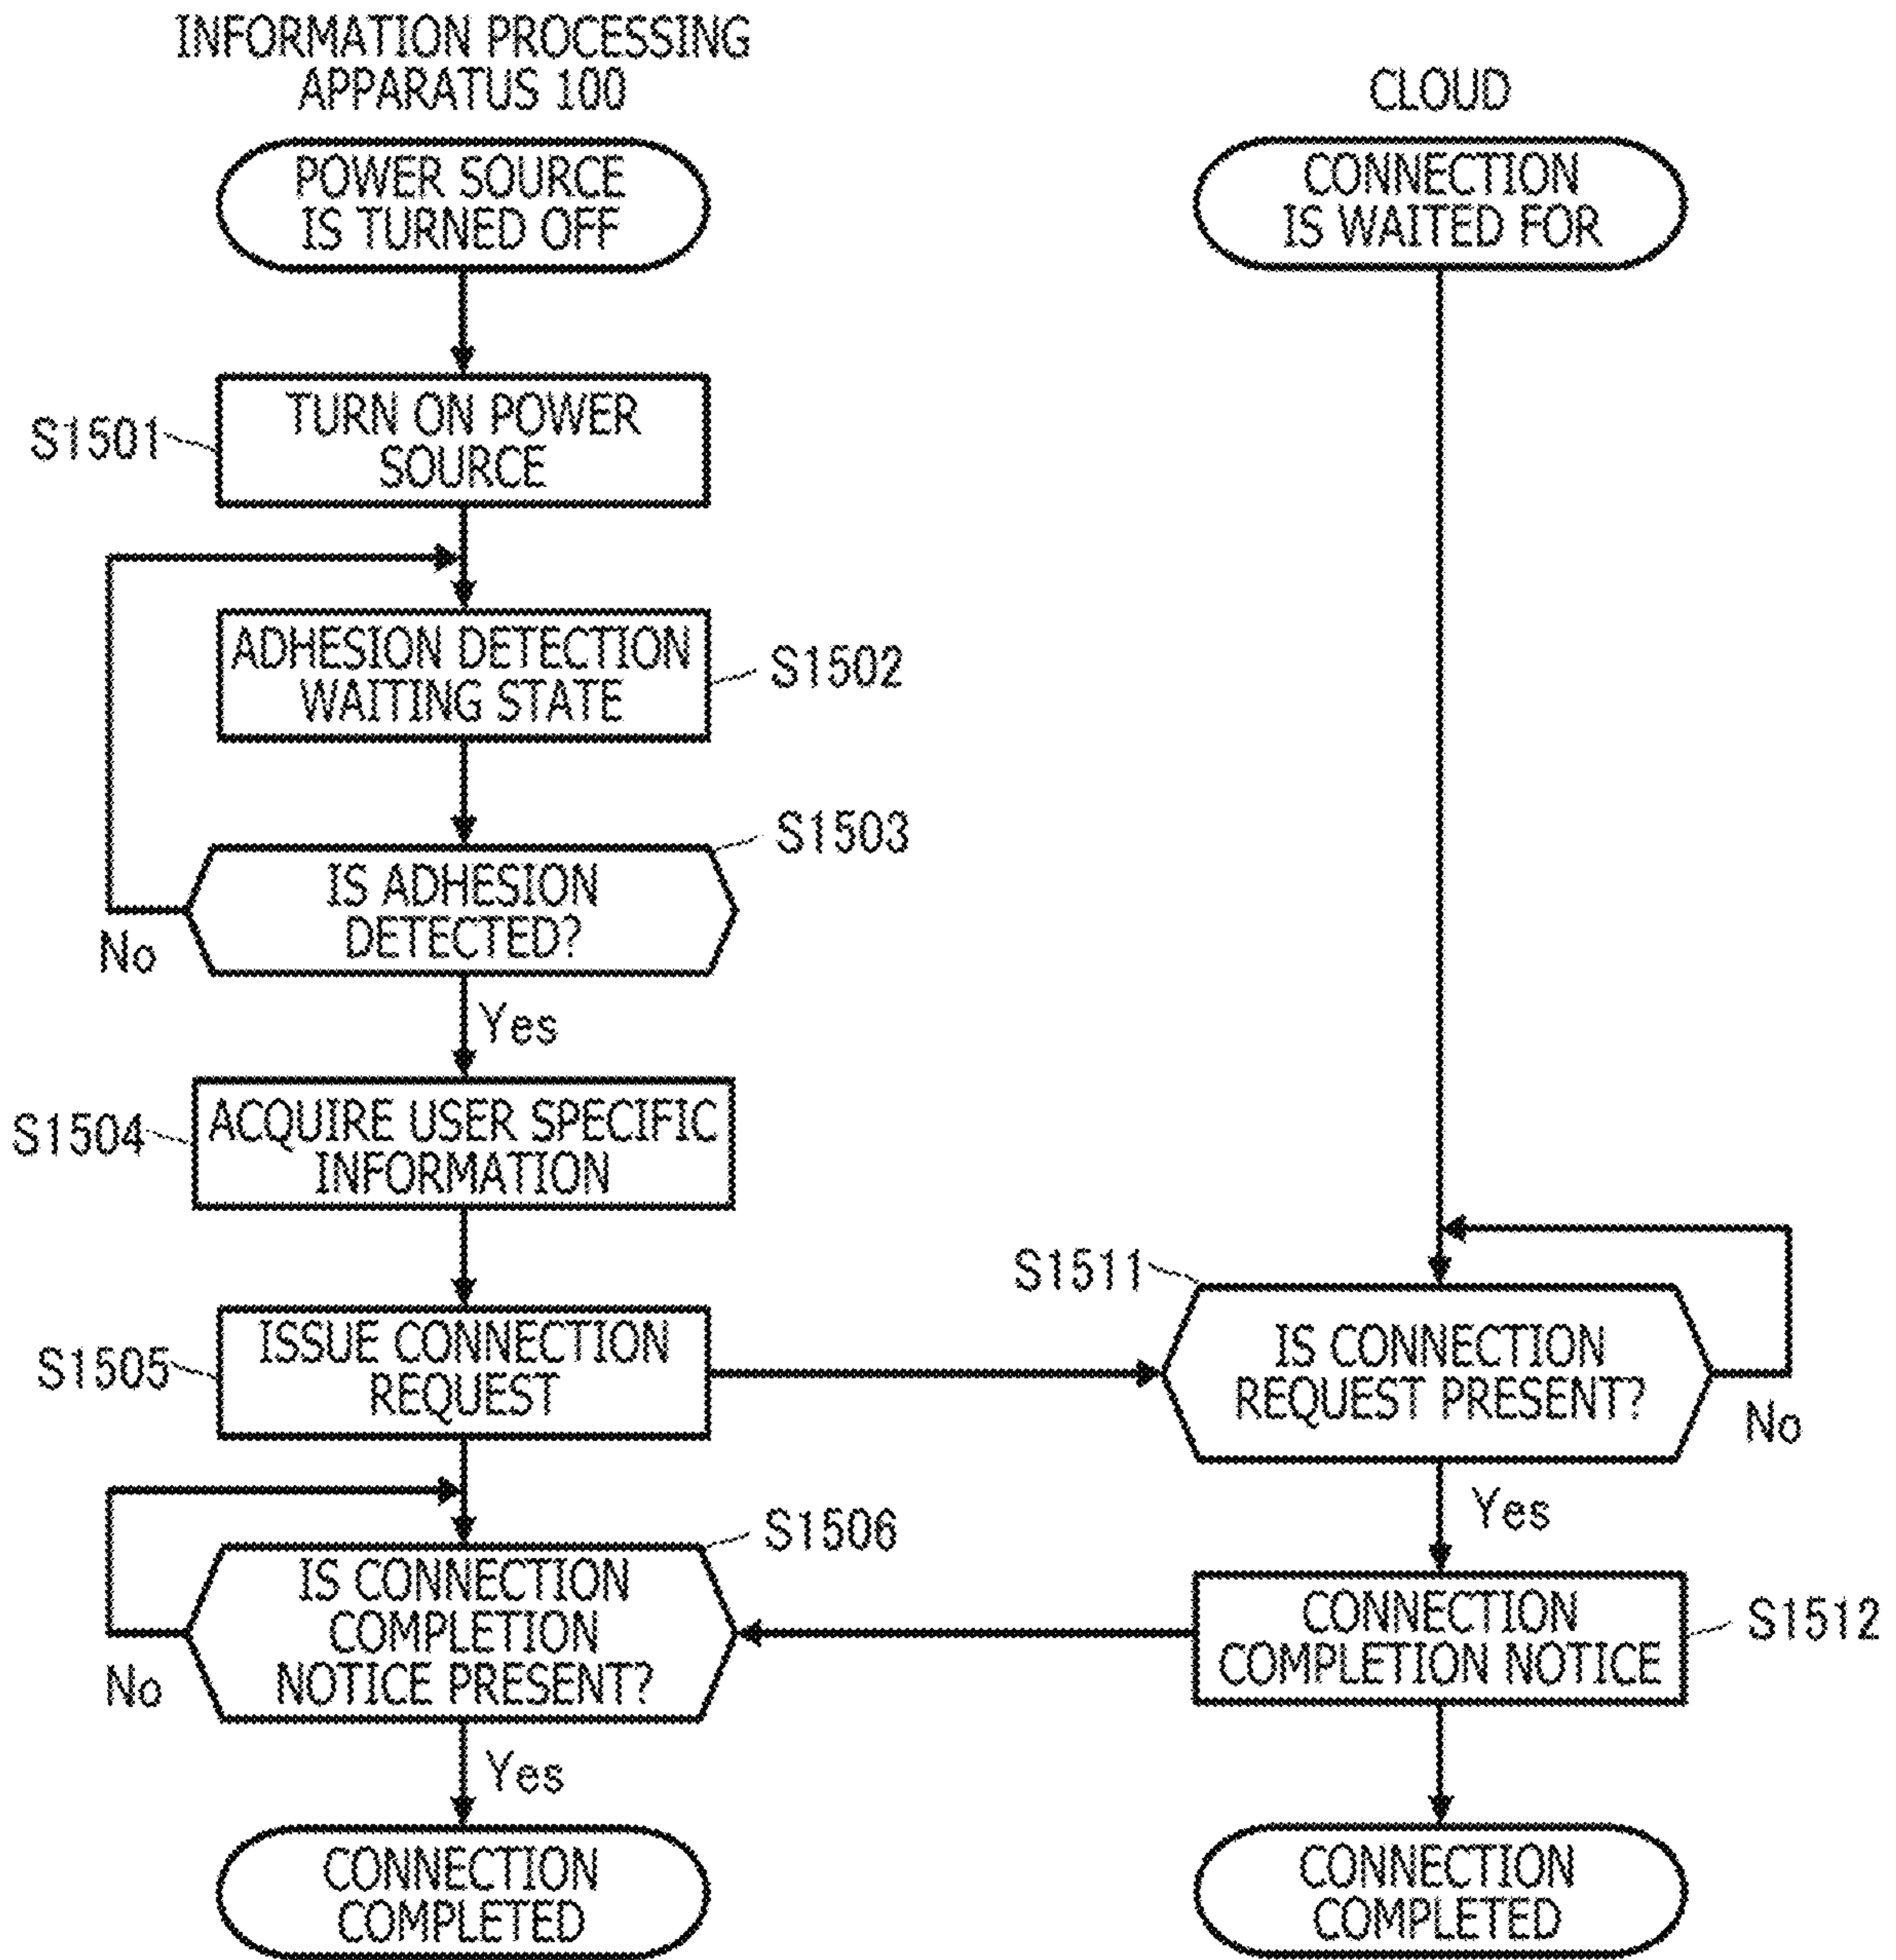 INFORMATION PROCESSING
APPARATUS 100
POWER SOURCE
IS TURNED OFF
S1501
TURN ON POWER
SOURCE
ADHESION DETECTION
WAITING STATE
S1502
S1503
IS ADHESION
DETECTED?
No
Yes
S1504
ACQUIRE USER SPECIFIC
INFORMATION
S1505
ISSUE CONNECTION
REQUEST
S1506
IS CONNECTION
COMPLETION
NOTICE PRESENT?
No
Yes
CONNECTION
COMPLETED
CLOUD
CONNECTION
IS WAITED FOR
S1511
IS CONNECTION
REQUEST PRESENT?
No
Yes
CONNECTION
COMPLETION NOTICE
S1512
CONNECTION
COMPLETED